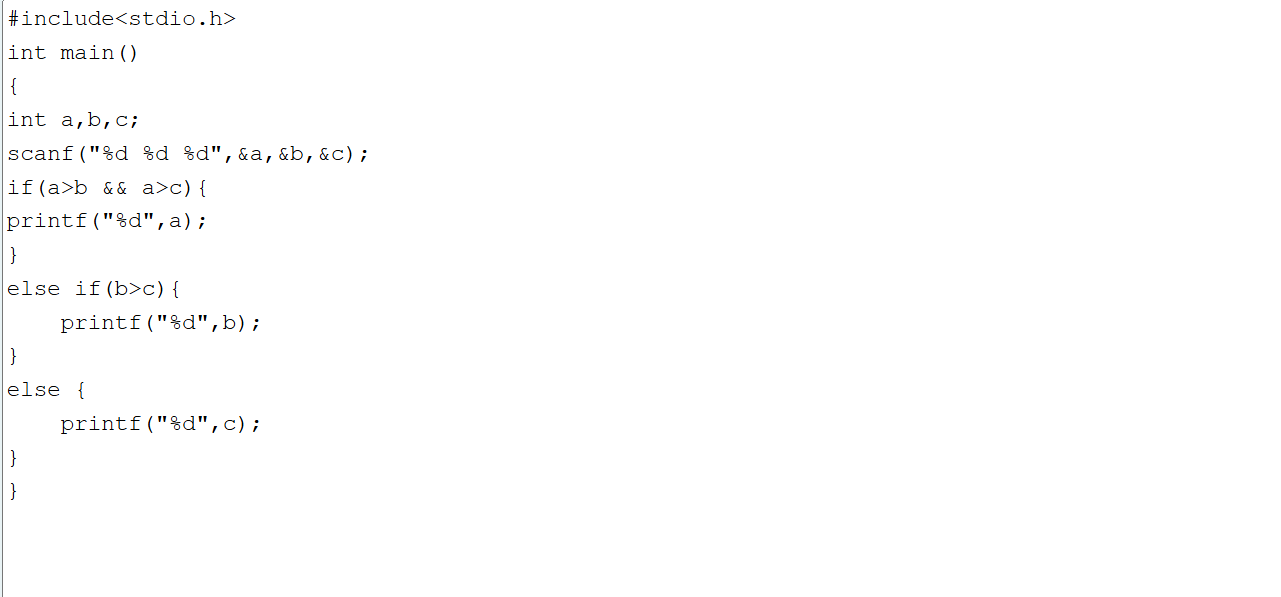 #include<stdio.h>
int main()
{
int a,b,c;
scanf("%d %d %d",&a,&b,&c);
if(a>b && a>c){
printf("%d",a);
}
else if(b>c){
    printf("%d",b);
}
else {
    printf("%d",c);
}
}